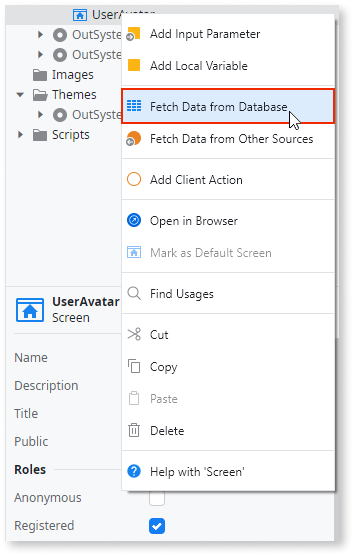 UserAvatar
OutSyste
OutSyste
Images
Themes
OutSyste
Scripts
Add Input Parameter
Add Local Variable
Fetch Data from Database
Fetch Data from Other Sources
Add Client Action
Open in Browser
Mark as Default Screen
Find Usages
Cut
Copy
Paste
Delete
Help with 'Screen'
UserAvatar
Screen
Name
Description
Title
Public
Roles
Anonymous
Registered